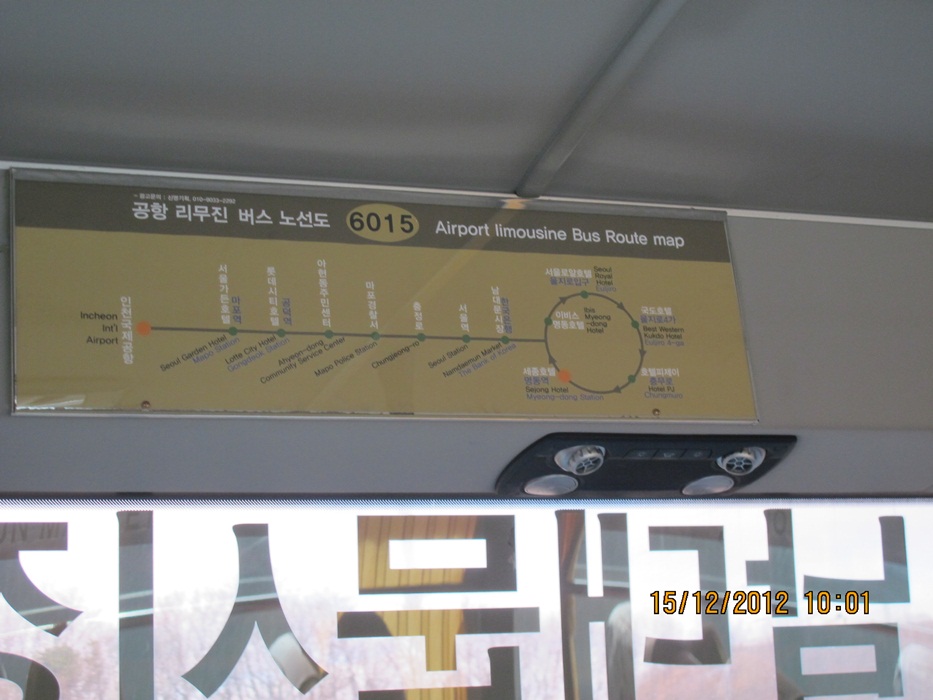 공항 리무진 버스 노선도
6015
Airport limousine Bus Route map
Incheon
Int'l
Airport
인천국제공항
서울가든호텔
마포역
Seoul Garden Hotel
Mapo Station
롯데시티호텔
공덕역
Lotte City Hotel
Gongdeok Station
아현동주민센터
Ahyeon-dong
Community Service Center
마포경찰서
Mapo Police Station
충정로
Chungjeong-ro
서울역
Seoul Station
남대문시장
한국은행
Namdaemun Market
The Bank of Korea
서울로얄호텔
을지로입구
Seoul
Royal
Hotel
이비스
명동호텔
Ibis
Myeong
-dong
Hotel
국도호텔
을지로4가
Best Western
Kukdo Hotel
호텔피제이
충무로
Hotel PJ
Chungmuro
세종호텔
명동역
Sejong Hotel
Myeong-dong Station
15/12/2012 10:01